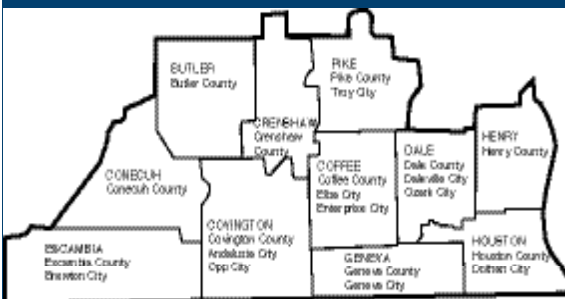 BUTLER
Butler County
PIKE
Pike County
Troy City
CRENSHAW
Crenshaw
County
HENRY
Henry County
DALE
Dale County
Daleville City
Ozark City
COFFEE
Coffee County
Elba City
Enterprise City
CONECUH
Conecuh County
COVINGTON
Covington County
Andalusia City
Opp City
ESCAMBIA
Escambia County
Brewton City
GENEVA
Geneva County
Geneva City
HOUSTON
Houston County
Dothan City